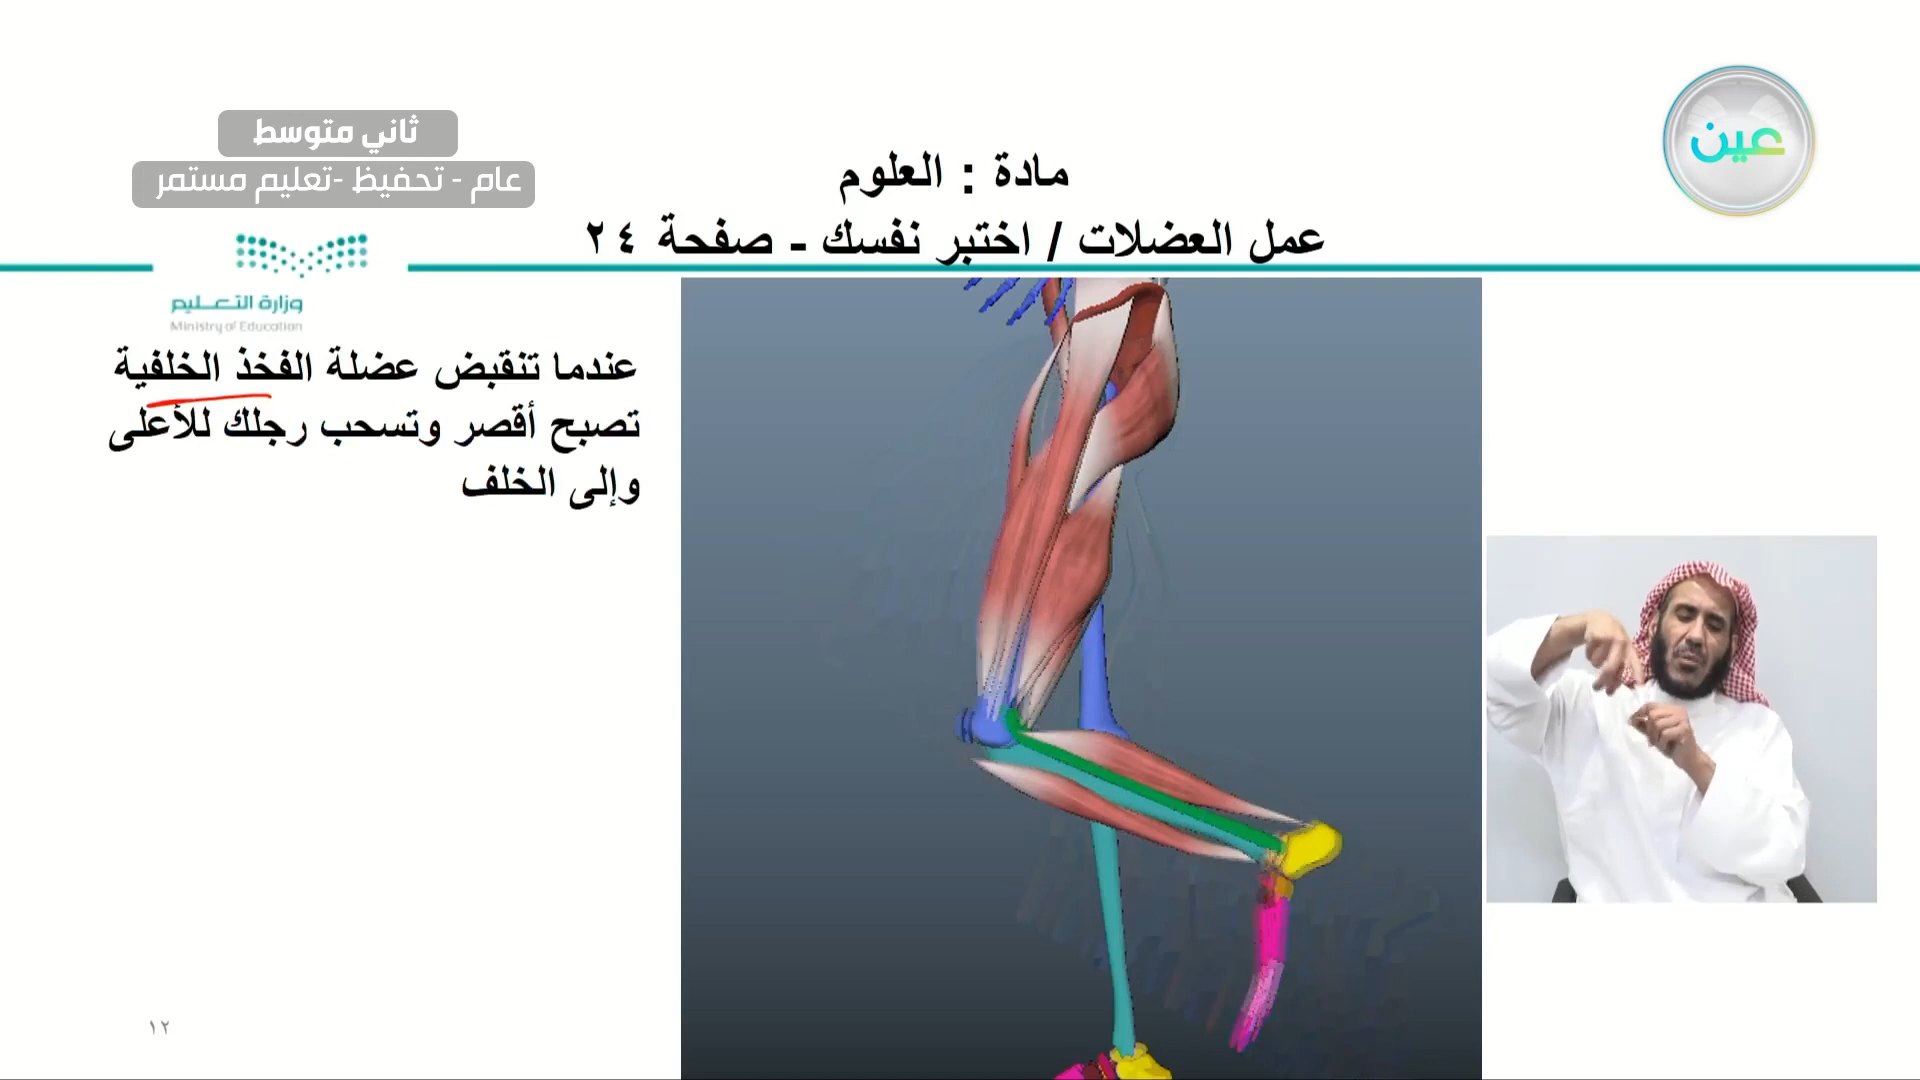 ثاني متوسط
عام - تحفيظ -تعليم مستمر
عين
مادة : العلوم
عمل العضلات / اختبر نفسك - صفحة ٢٤
وزارة التعليم
Ministry of Education
عندما تنقبض عضلة الفخذ الخلفية
تصبح أقصر وتسحب رجلك للأعلى
وإلى الخلف
١٢